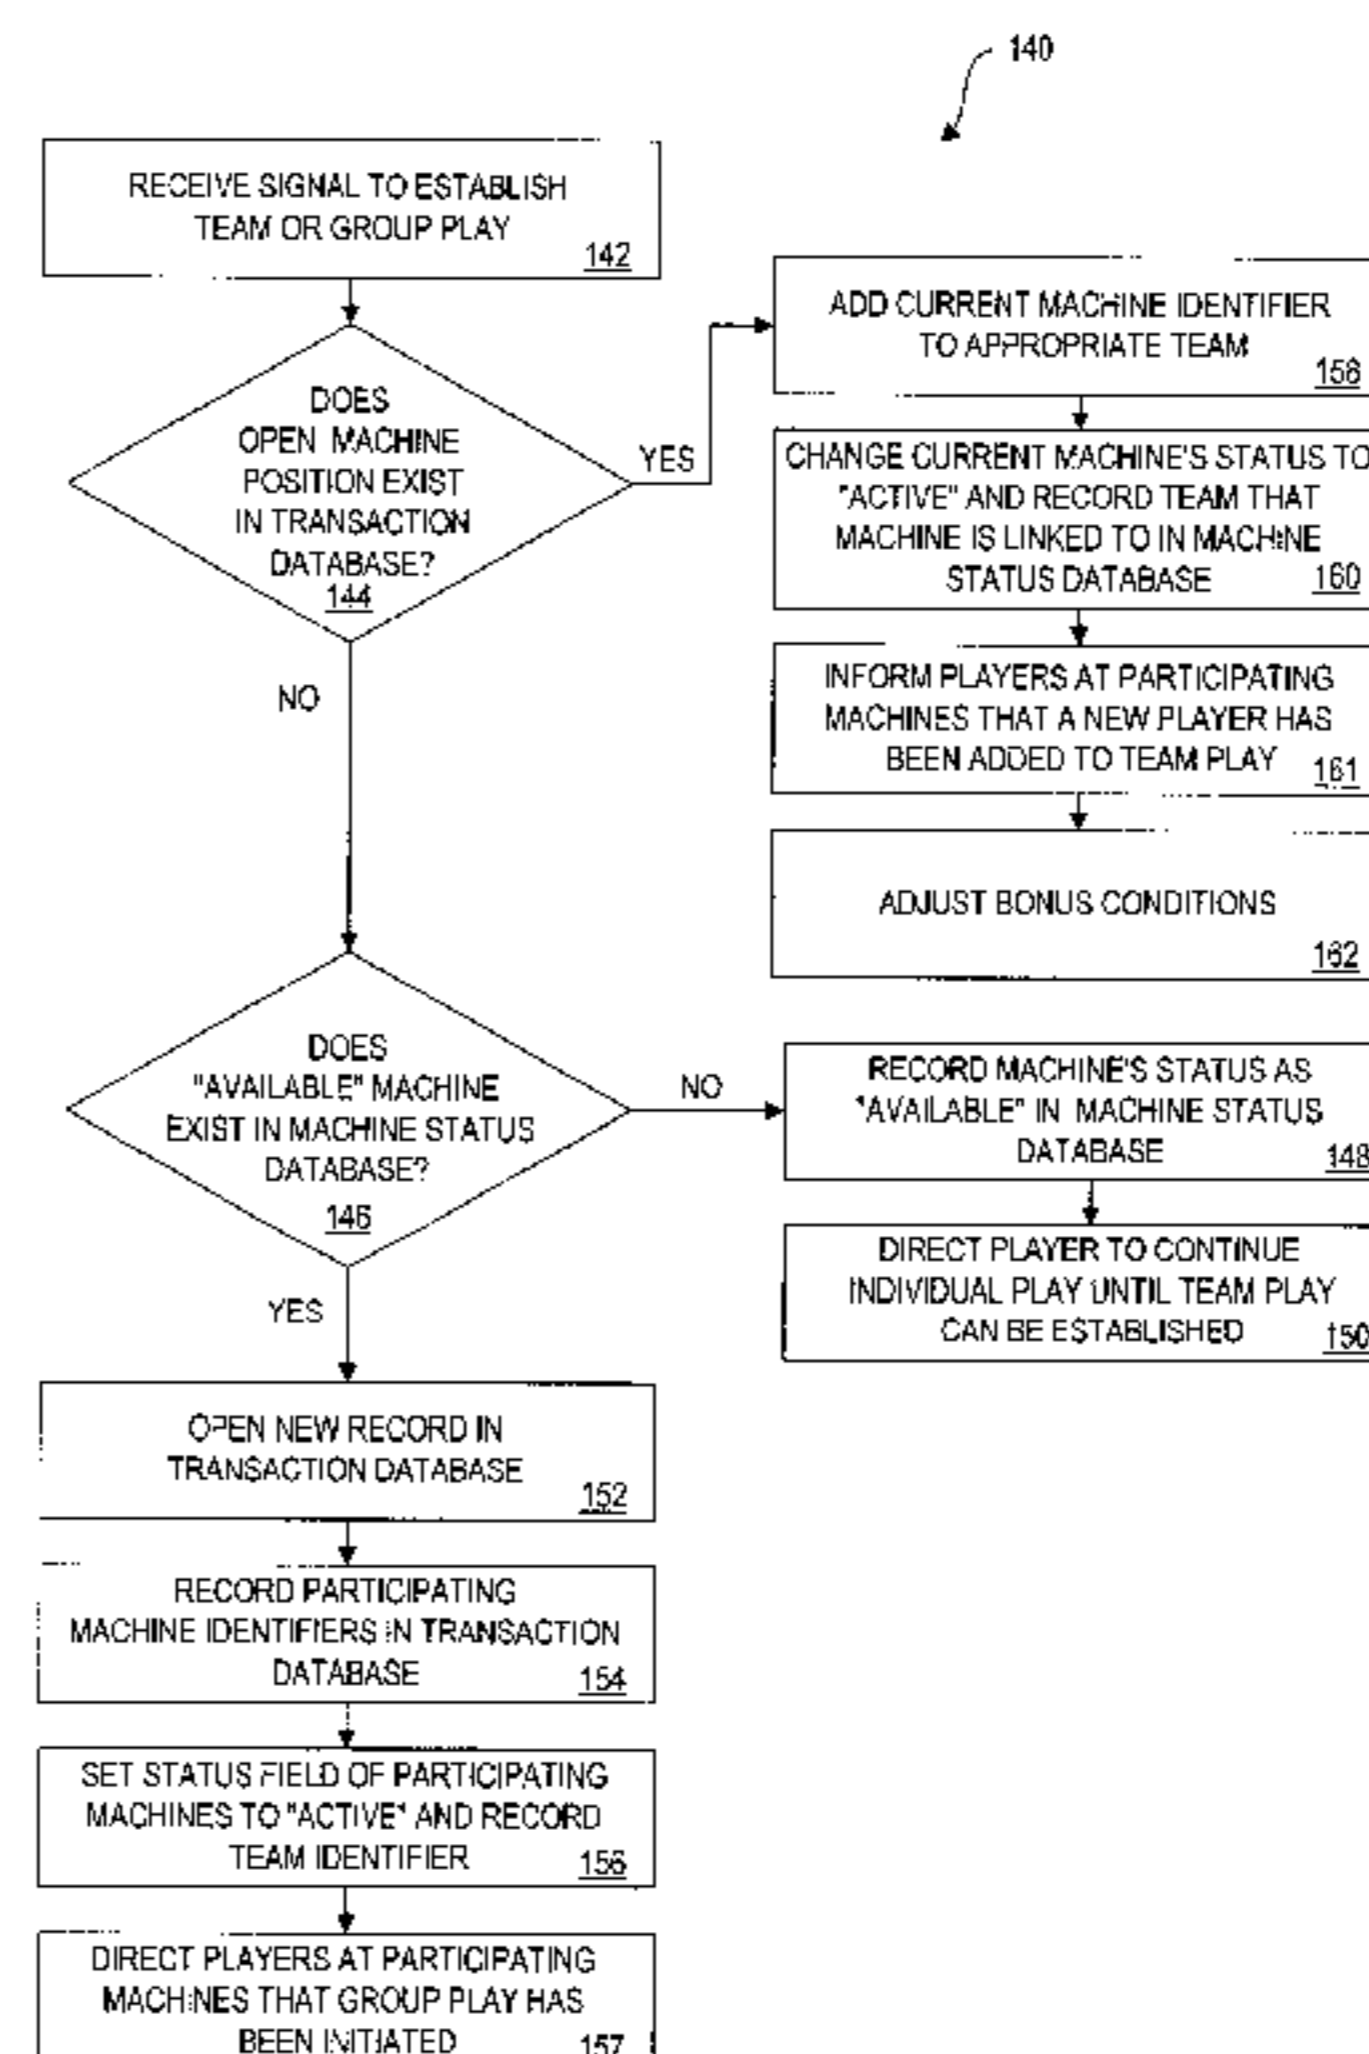 140
RECEIVE SIGNAL TO ESTABLISH
TEAM OR GROUP PLAY
142
DOES
OPEN MACHINE
POSITION EXIST
IN TRANSACTION
DATABASE?
144
YES
NO
ADD CURRENT MACHINE IDENTIFIER
TO APPROPRIATE TEAM
158
CHANGE CURRENT MACHINE'S STATUS TO
"ACTIVE" AND RECORD TEAM THAT
MACHINE IS LINKED TO IN MACHINE
STATUS DATABASE
160
INFORM PLAYERS AT PARTICIPATING
MACHINES THAT A NEW PLAYER HAS
BEEN ADDED TO TEAM PLAY
161
ADJUST BONUS CONDITIONS
162
DOES
"AVAILABLE" MACHINE
EXIST IN MACHINE STATUS
DATABASE?
146
NO
YES
RECORD MACHINE'S STATUS AS
"AVAILABLE" IN MACHINE STATUS
DATABASE
148
DIRECT PLAYER TO CONTINUE
INDIVIDUAL PLAY UNTIL TEAM PLAY
CAN BE ESTABLISHED
150
OPEN NEW RECORD IN
TRANSACTION DATABASE
152
RECORD PARTICIPATING
MACHINE IDENTIFIERS IN TRANSACTION
DATABASE
154
SET STATUS FIELD OF PARTICIPATING
MACHINES TO "ACTIVE" AND RECORD
TEAM IDENTIFIER
156
DIRECT PLAYERS AT PARTICIPATING
MACHINES THAT GROUP PLAY HAS
BEEN INITIATED
157